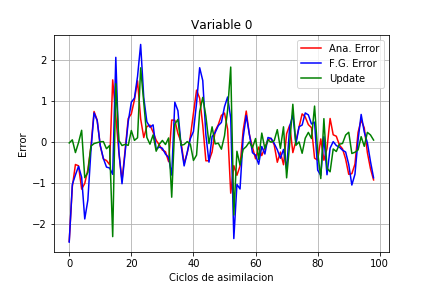 Variable 0
Ana. Error
F.G. Error
Update
Error
2
1
0
−1
−2
0
20
40
60
80
100
Ciclos de asimilacion